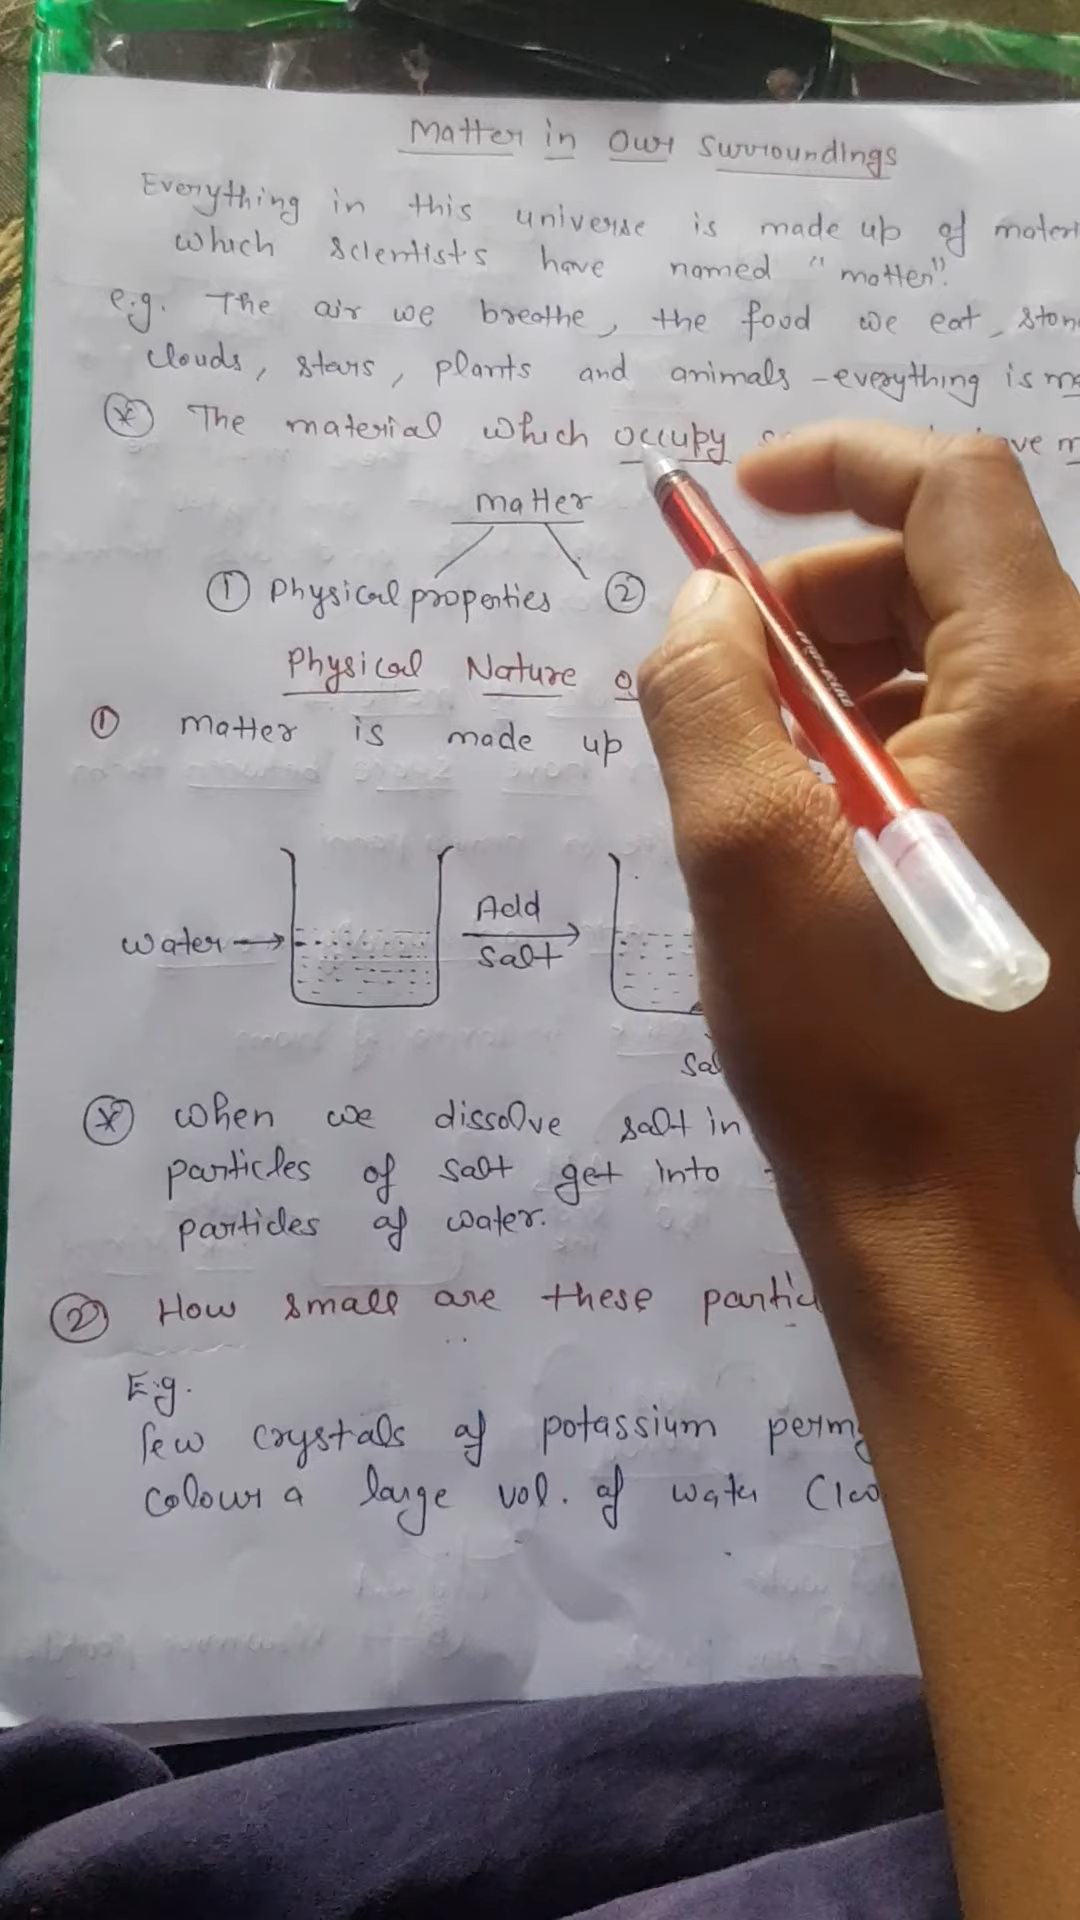 Matter in Our Surroundings
Everything in this universe is made up of
which scientists have named "matter".
e.g. The air we breathe, the food we eat,
clouds, stars, plants and animals - everything is
The material which occupy
matter
① Physical properties ②
Physical Nature
① matter is made up
water → Add
Salt
When we dissolve salt in
particles of salt get into
particles of water.
② How small are these
E.g.
few crystals of potassium
colour a large vol. of water